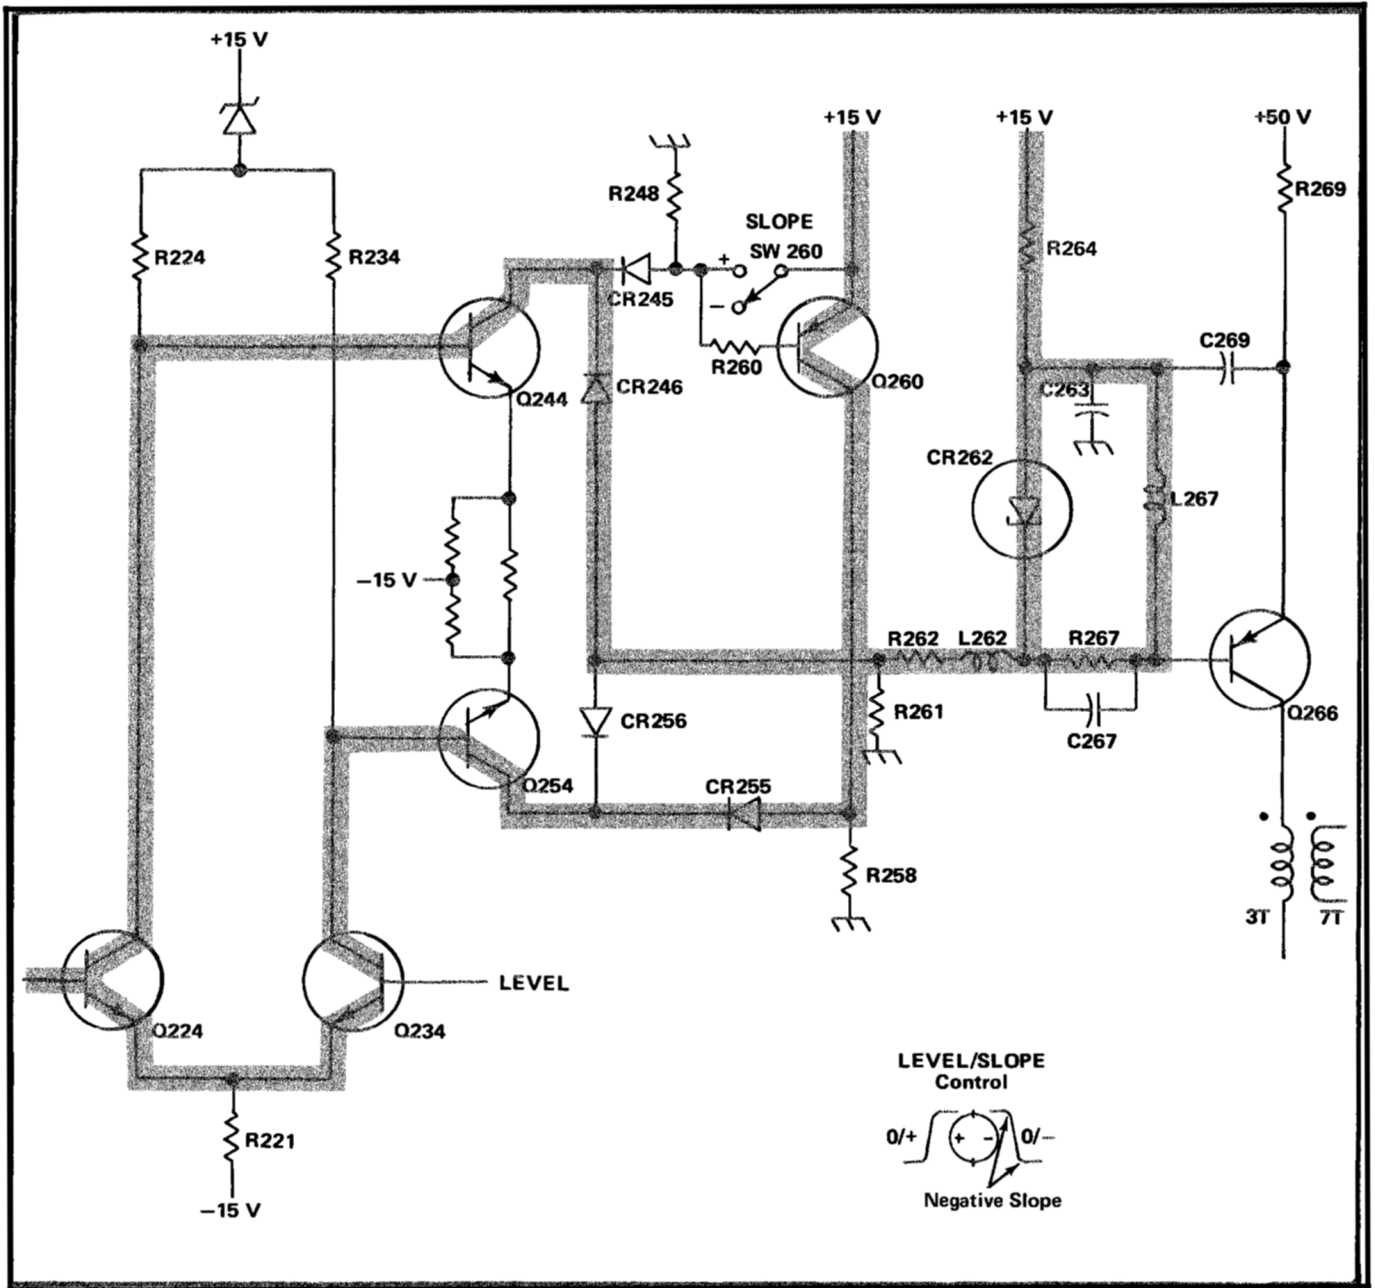 +15 V
+15 V
+15 V
+50 V
R248
R269
SLOPE
SW 260
R224
R234
R264
+
CR245
−
C269
R260
CR246
Q260
Q244
C263
CR262
L267
−15 V
R262
L262
R267
R261
CR256
Q266
C267
Q254
CR255
R258
3T
7T
LEVEL
Q224
Q234
LEVEL/SLOPE
Control
0/+
+
−
0/−
R221
Negative Slope
−15 V